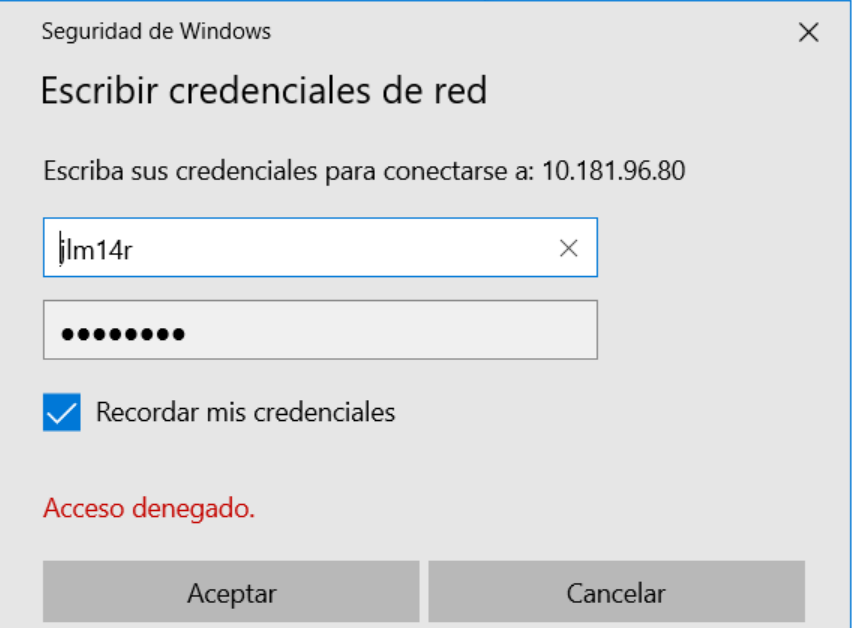 Seguridad de Windows
Escribir credenciales de red
Escriba sus credenciales para conectarse a: 10.181.96.80
jlm14r
••••••••
Recordar mis credenciales
Acceso denegado.
Aceptar
Cancelar